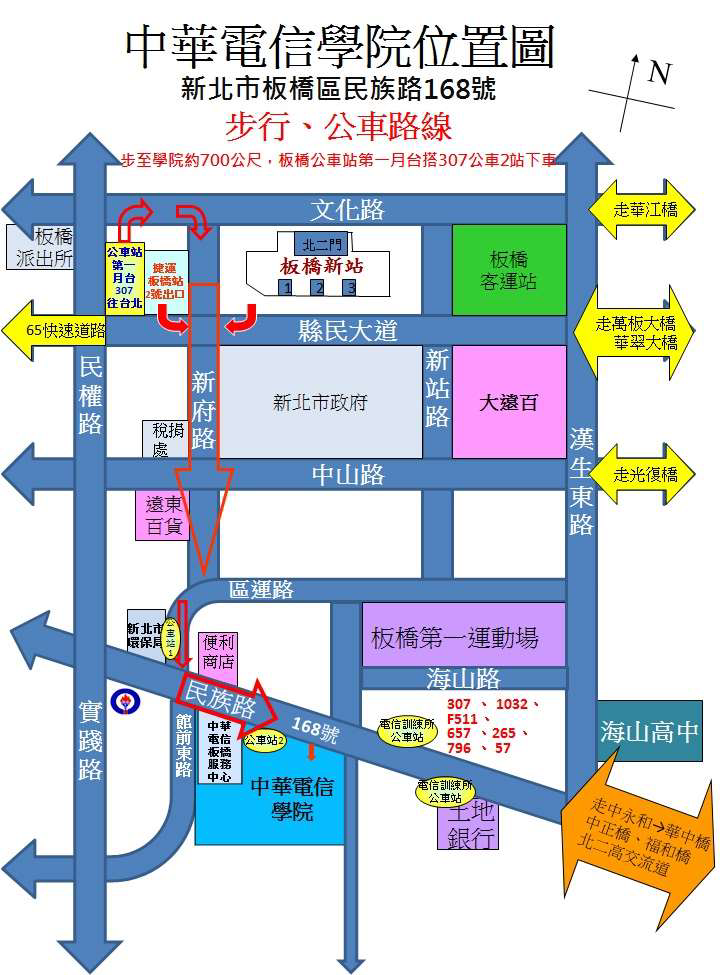 中華電信學院位置圖
新北市板橋區民族路168號
N
步行、公車路線
步至學院約700公尺，板橋公車站第一月台搭307公車2站下車
文化路
走華江橋
板橋
派出所
公車站
第一
月台
307
往台北
捷運
板橋站
2號出口
北二門
板橋新站
1 2 3
板橋
客運站
65快速道路
縣民大道
走萬板大橋
華翠大橋
民權路
新府路
新北市政府
新站路
大遠百
漢生東路
稅捐
處
中山路
走光復橋
遠東
百貨
區運路
新北市
環保局
公車站1
便利
商店
板橋第一運動場
海山路
民族路
168號
實踐路
館前東路
中華
電信
板橋
服務
中心
公車站2
中華電信
學院
電信訓練所
公車站
307 、 1032、
F511、
657 、265、
796 、 57
海山高中
電信訓練所
公車站
土地
銀行
走中永和→華中橋
中正橋、福和橋
北二高交流道